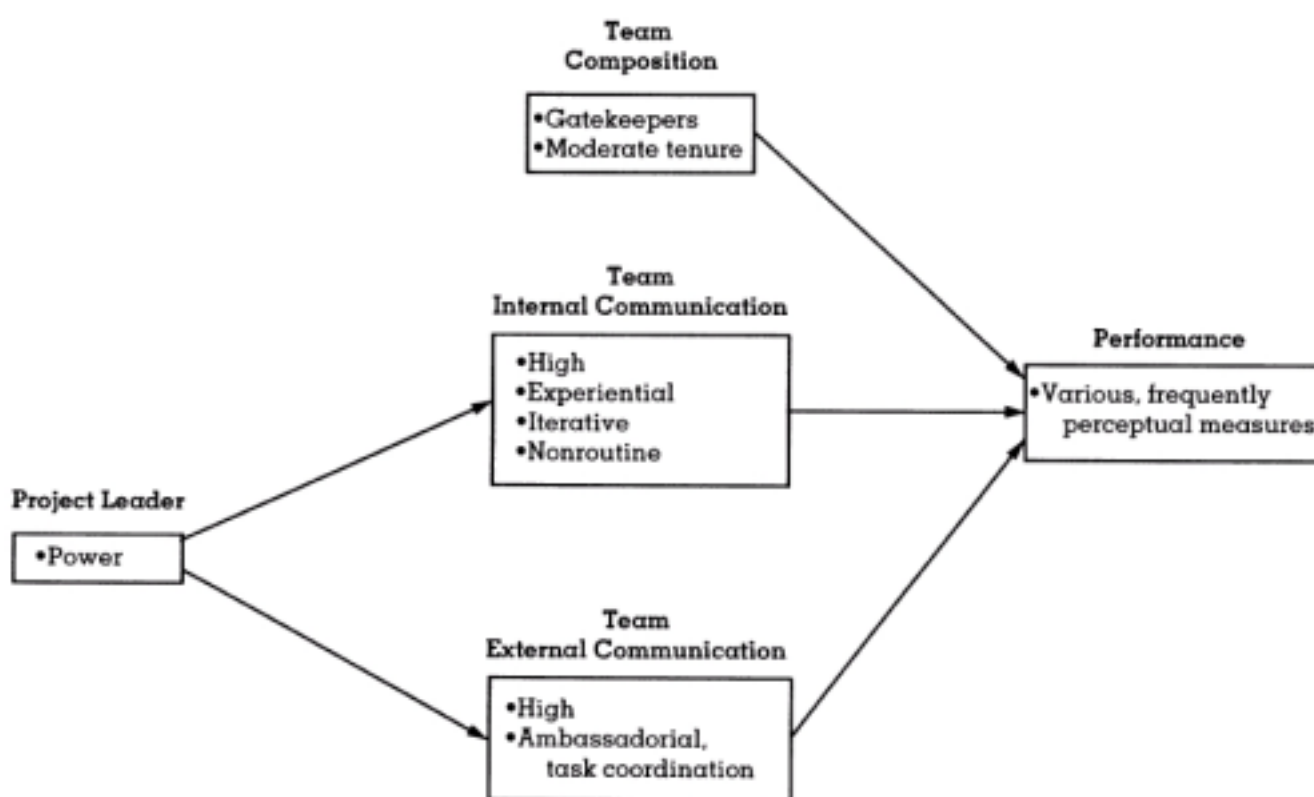 Team
Composition
•Gatekeepers
•Moderate tenure
Team
Internal Communication
•High
•Experiential
•Iterative
•Nonroutine
Performance
•Various, frequently
perceptual measures
Project Leader
•Power
Team
External Communication
•High
•Ambassadorial,
task coordination